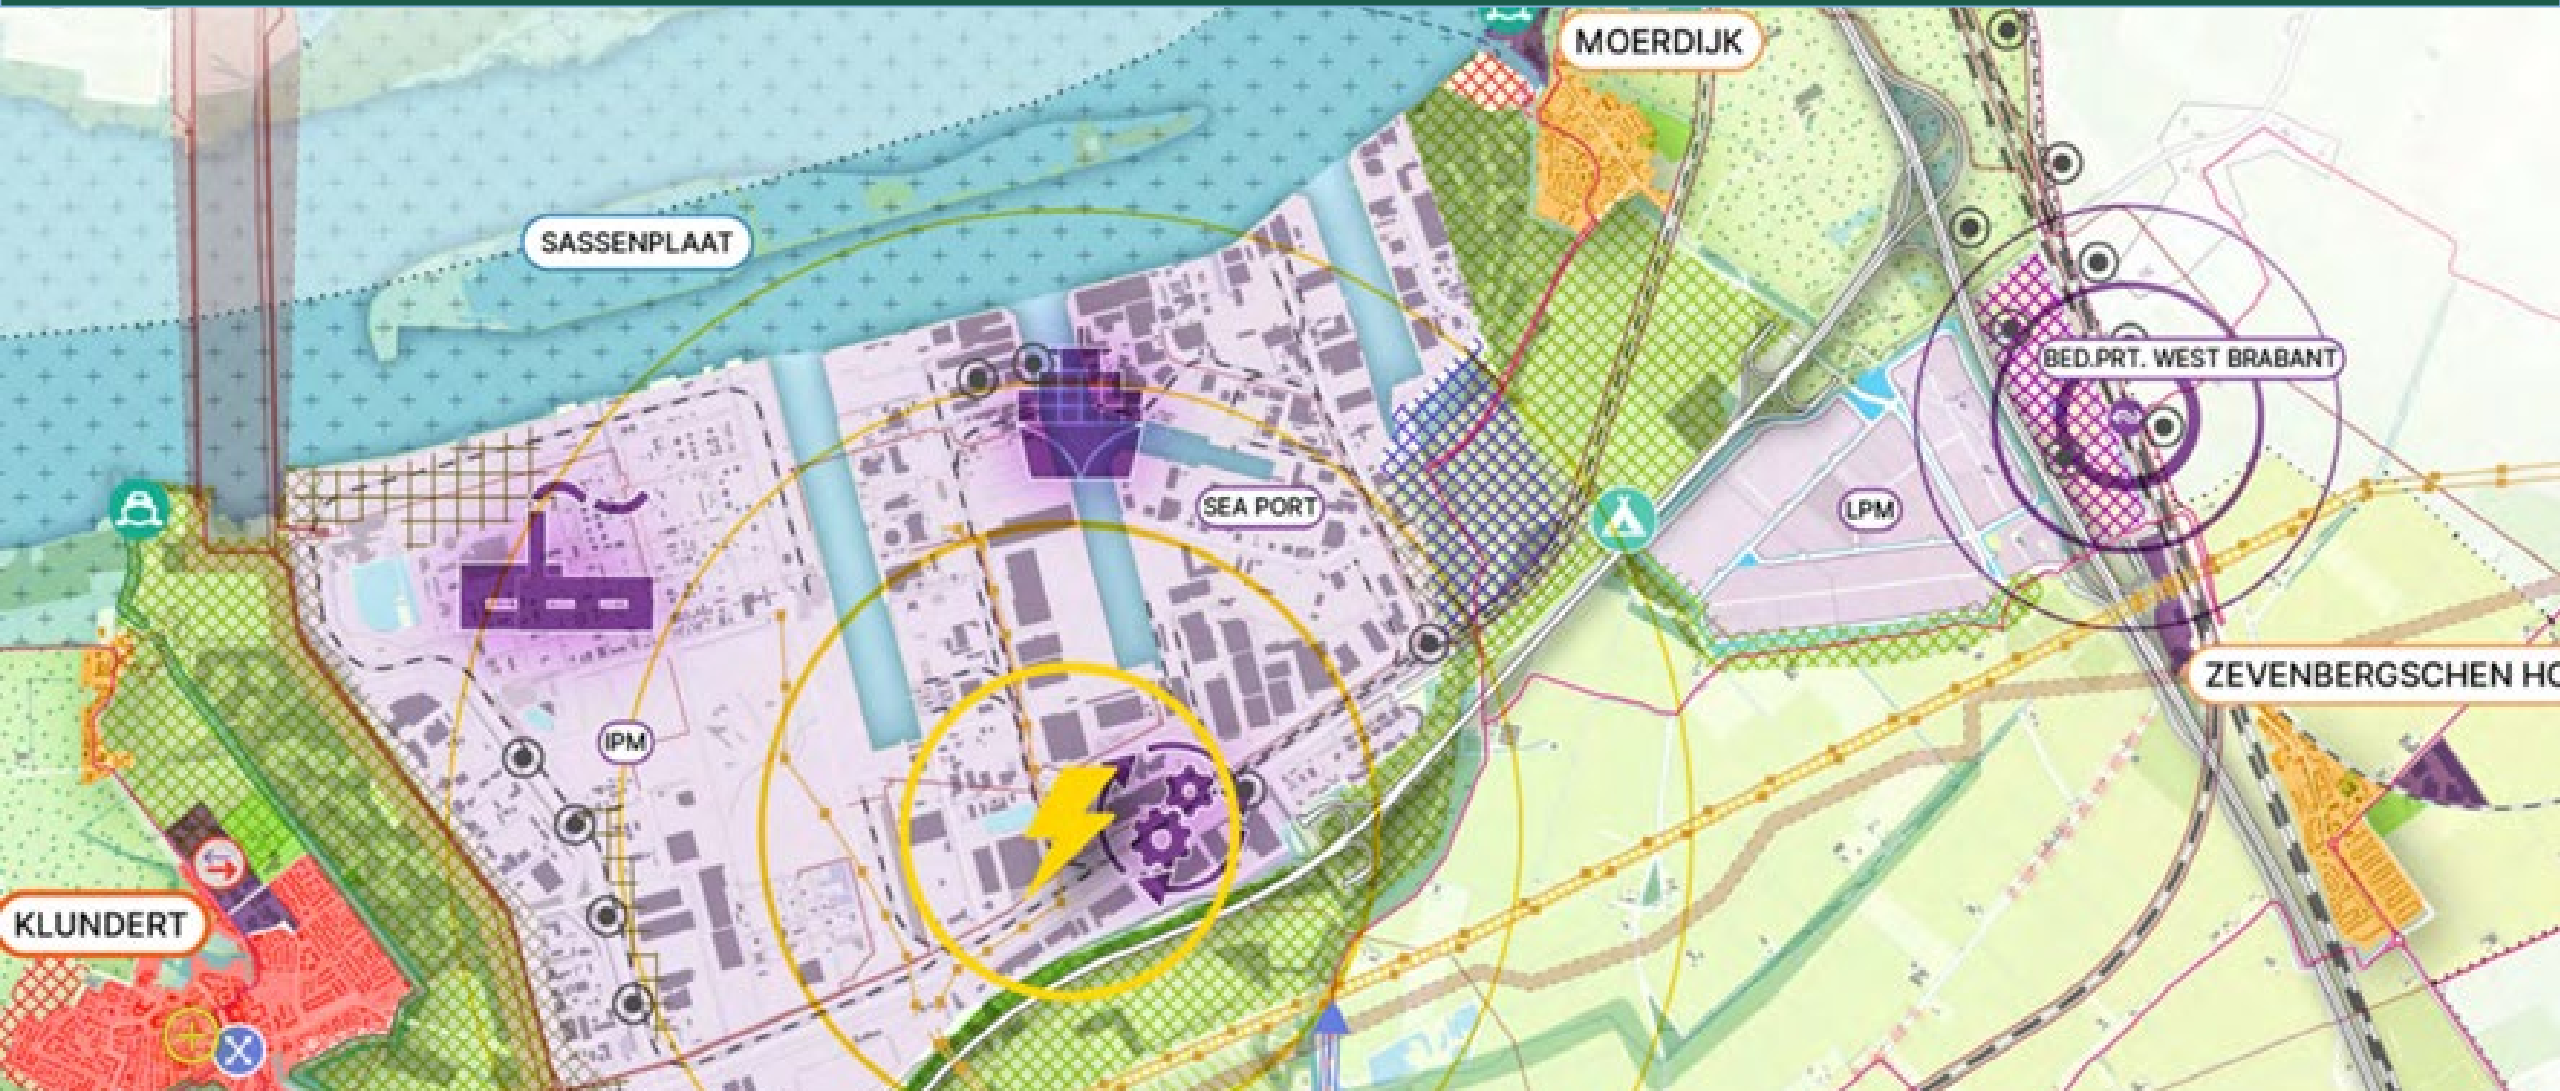 MOERDIJK
SASSENPLAAT
BED.PRT. WEST BRABANT
SEA PORT
LPM
ZEVENBERGSCHEN HO
IPM
KLUNDERT